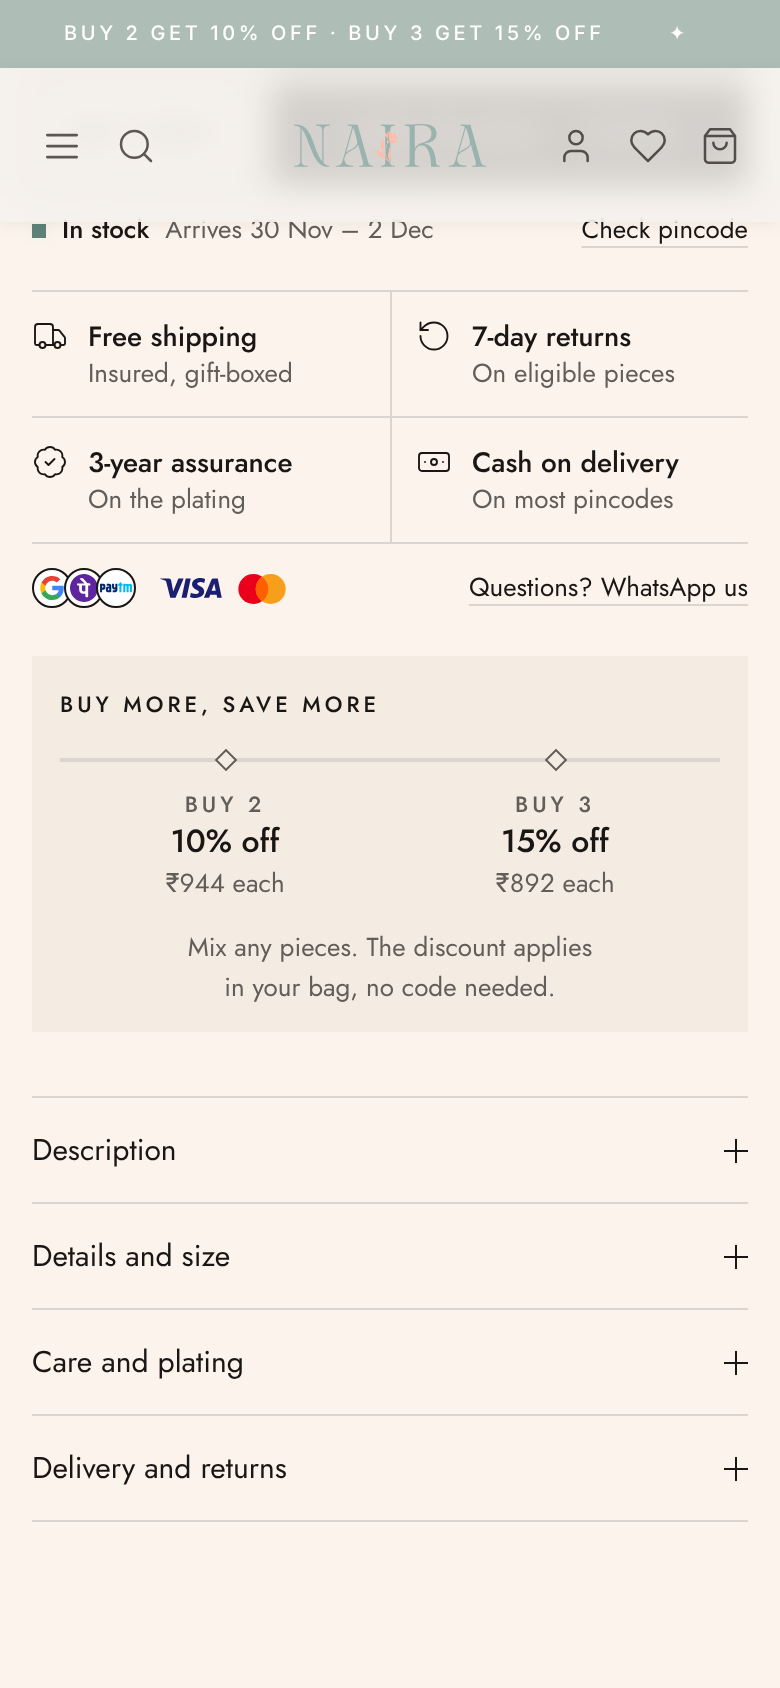 BUY 2 GET 10% OFF · BUY 3 GET 15% OFF ✦
NAIRA
In stock Arrives 30 Nov – 2 Dec Check pincode
Free shipping
Insured, gift-boxed
7-day returns
On eligible pieces
3-year assurance
On the plating
Cash on delivery
On most pincodes
G पे paytm VISA Questions? WhatsApp us
BUY MORE, SAVE MORE
BUY 2
10% off
₹944 each
BUY 3
15% off
₹892 each
Mix any pieces. The discount applies
in your bag, no code needed.
Description
Details and size
Care and plating
Delivery and returns